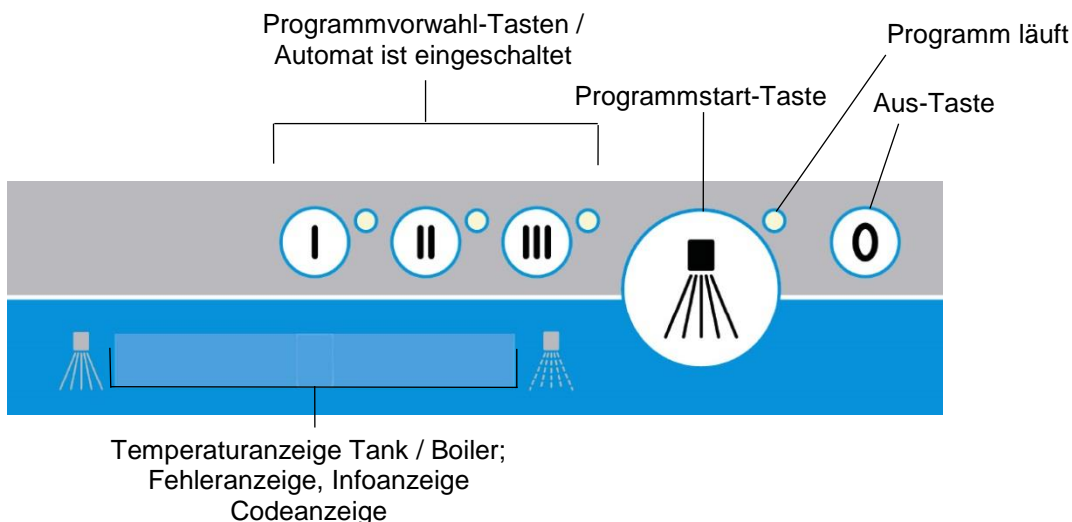 Programmvorwahl-Tasten /
Automat ist eingeschaltet
Programm läuft
Programmstart-Taste
Aus-Taste
I
II
III
0
Temperaturanzeige Tank / Boiler;
Fehleranzeige, Infoanzeige
Codeanzeige